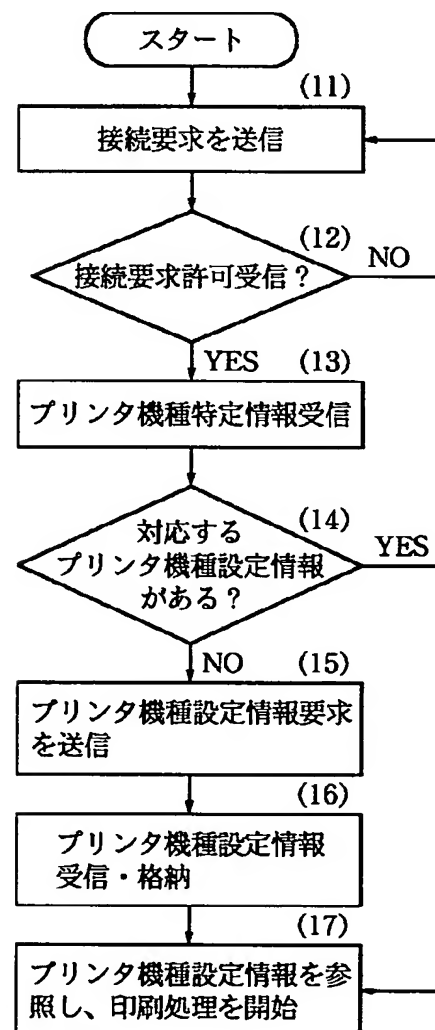 スタート
(11)
接続要求を送信
(12)
接続要求許可受信？
NO
YES
(13)
プリンタ機種特定情報受信
(14)
対応する
プリンタ機種設定情報
がある？
YES
NO
(15)
プリンタ機種設定情報要求
を送信
(16)
プリンタ機種設定情報
受信・格納
(17)
プリンタ機種設定情報を参
照し、印刷処理を開始